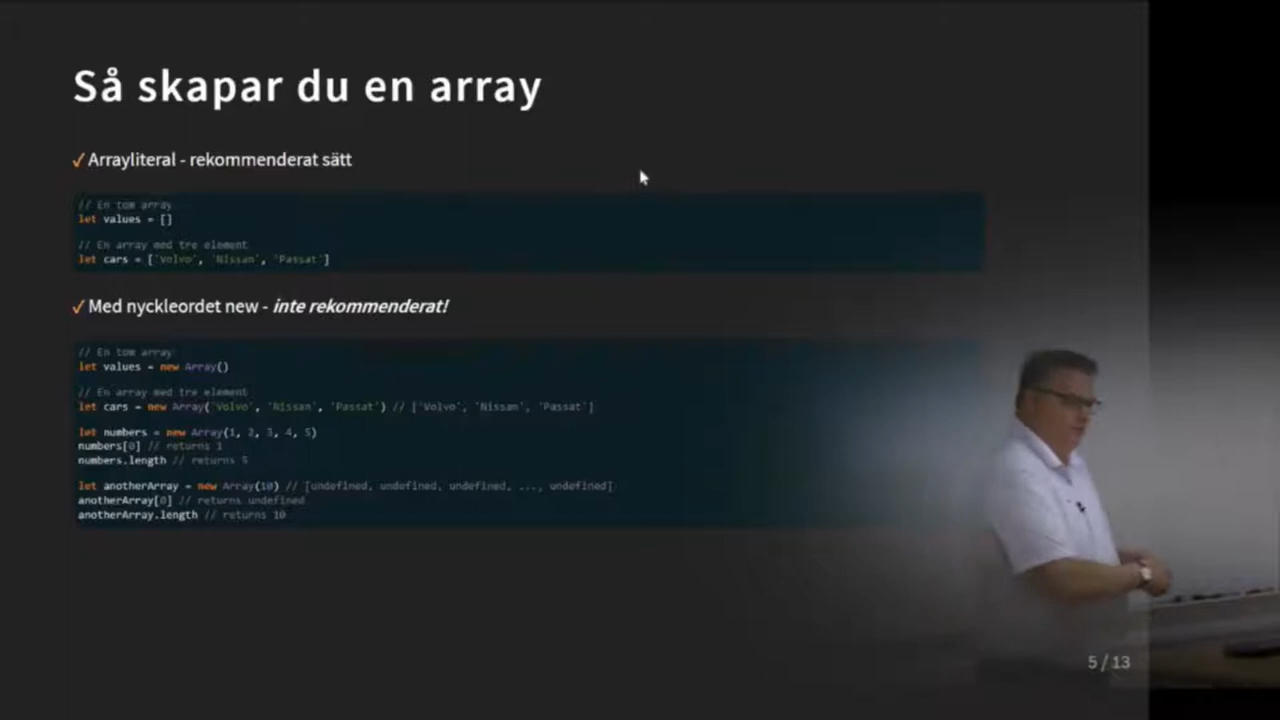 Så skapar du en array
✓ Arrayliteral - rekommenderat sätt
// En tom array
let values = []
// En array med tre element
let cars = ['Volvo', 'Nissan', 'Passat']
✓ Med nyckleordet new - inte rekommenderat!
// En tom array
let values = new Array()
// En array med tre element
let cars = new Array('Volvo', 'Nissan', 'Passat') // ['Volvo', 'Nissan', 'Passat']
let numbers = new Array(1, 2, 3, 4, 5)
numbers[0] // returns 1
numbers.length // returns 5
let anotherArray = new Array(10) // [undefined, undefined, undefined, ..., undefined]
anotherArray[0] // returns undefined
anotherArray.length // returns 10
5 / 13